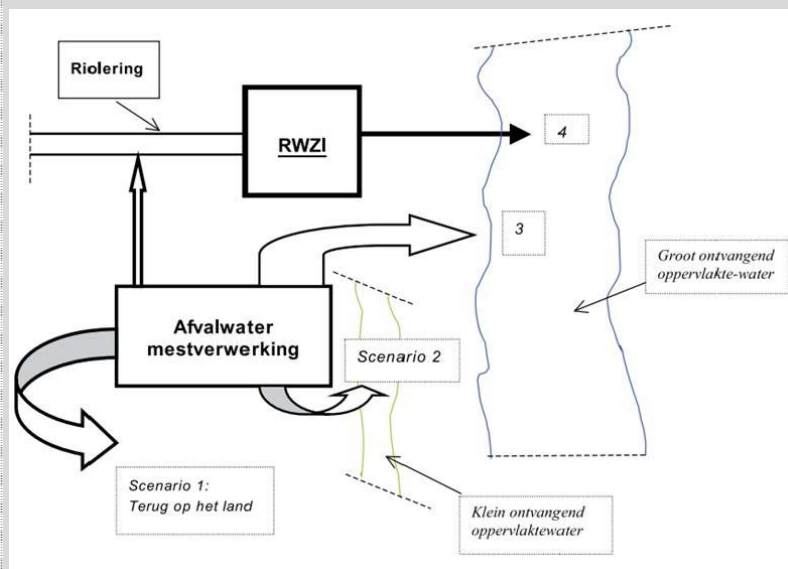 Riolering
RWZI
4
3
Groot ontvangend
oppervlakte-water
Afvalwater
mestverwerking
Scenario 2
Scenario 1:
Terug op het land
Klein ontvangend
oppervlaktewater